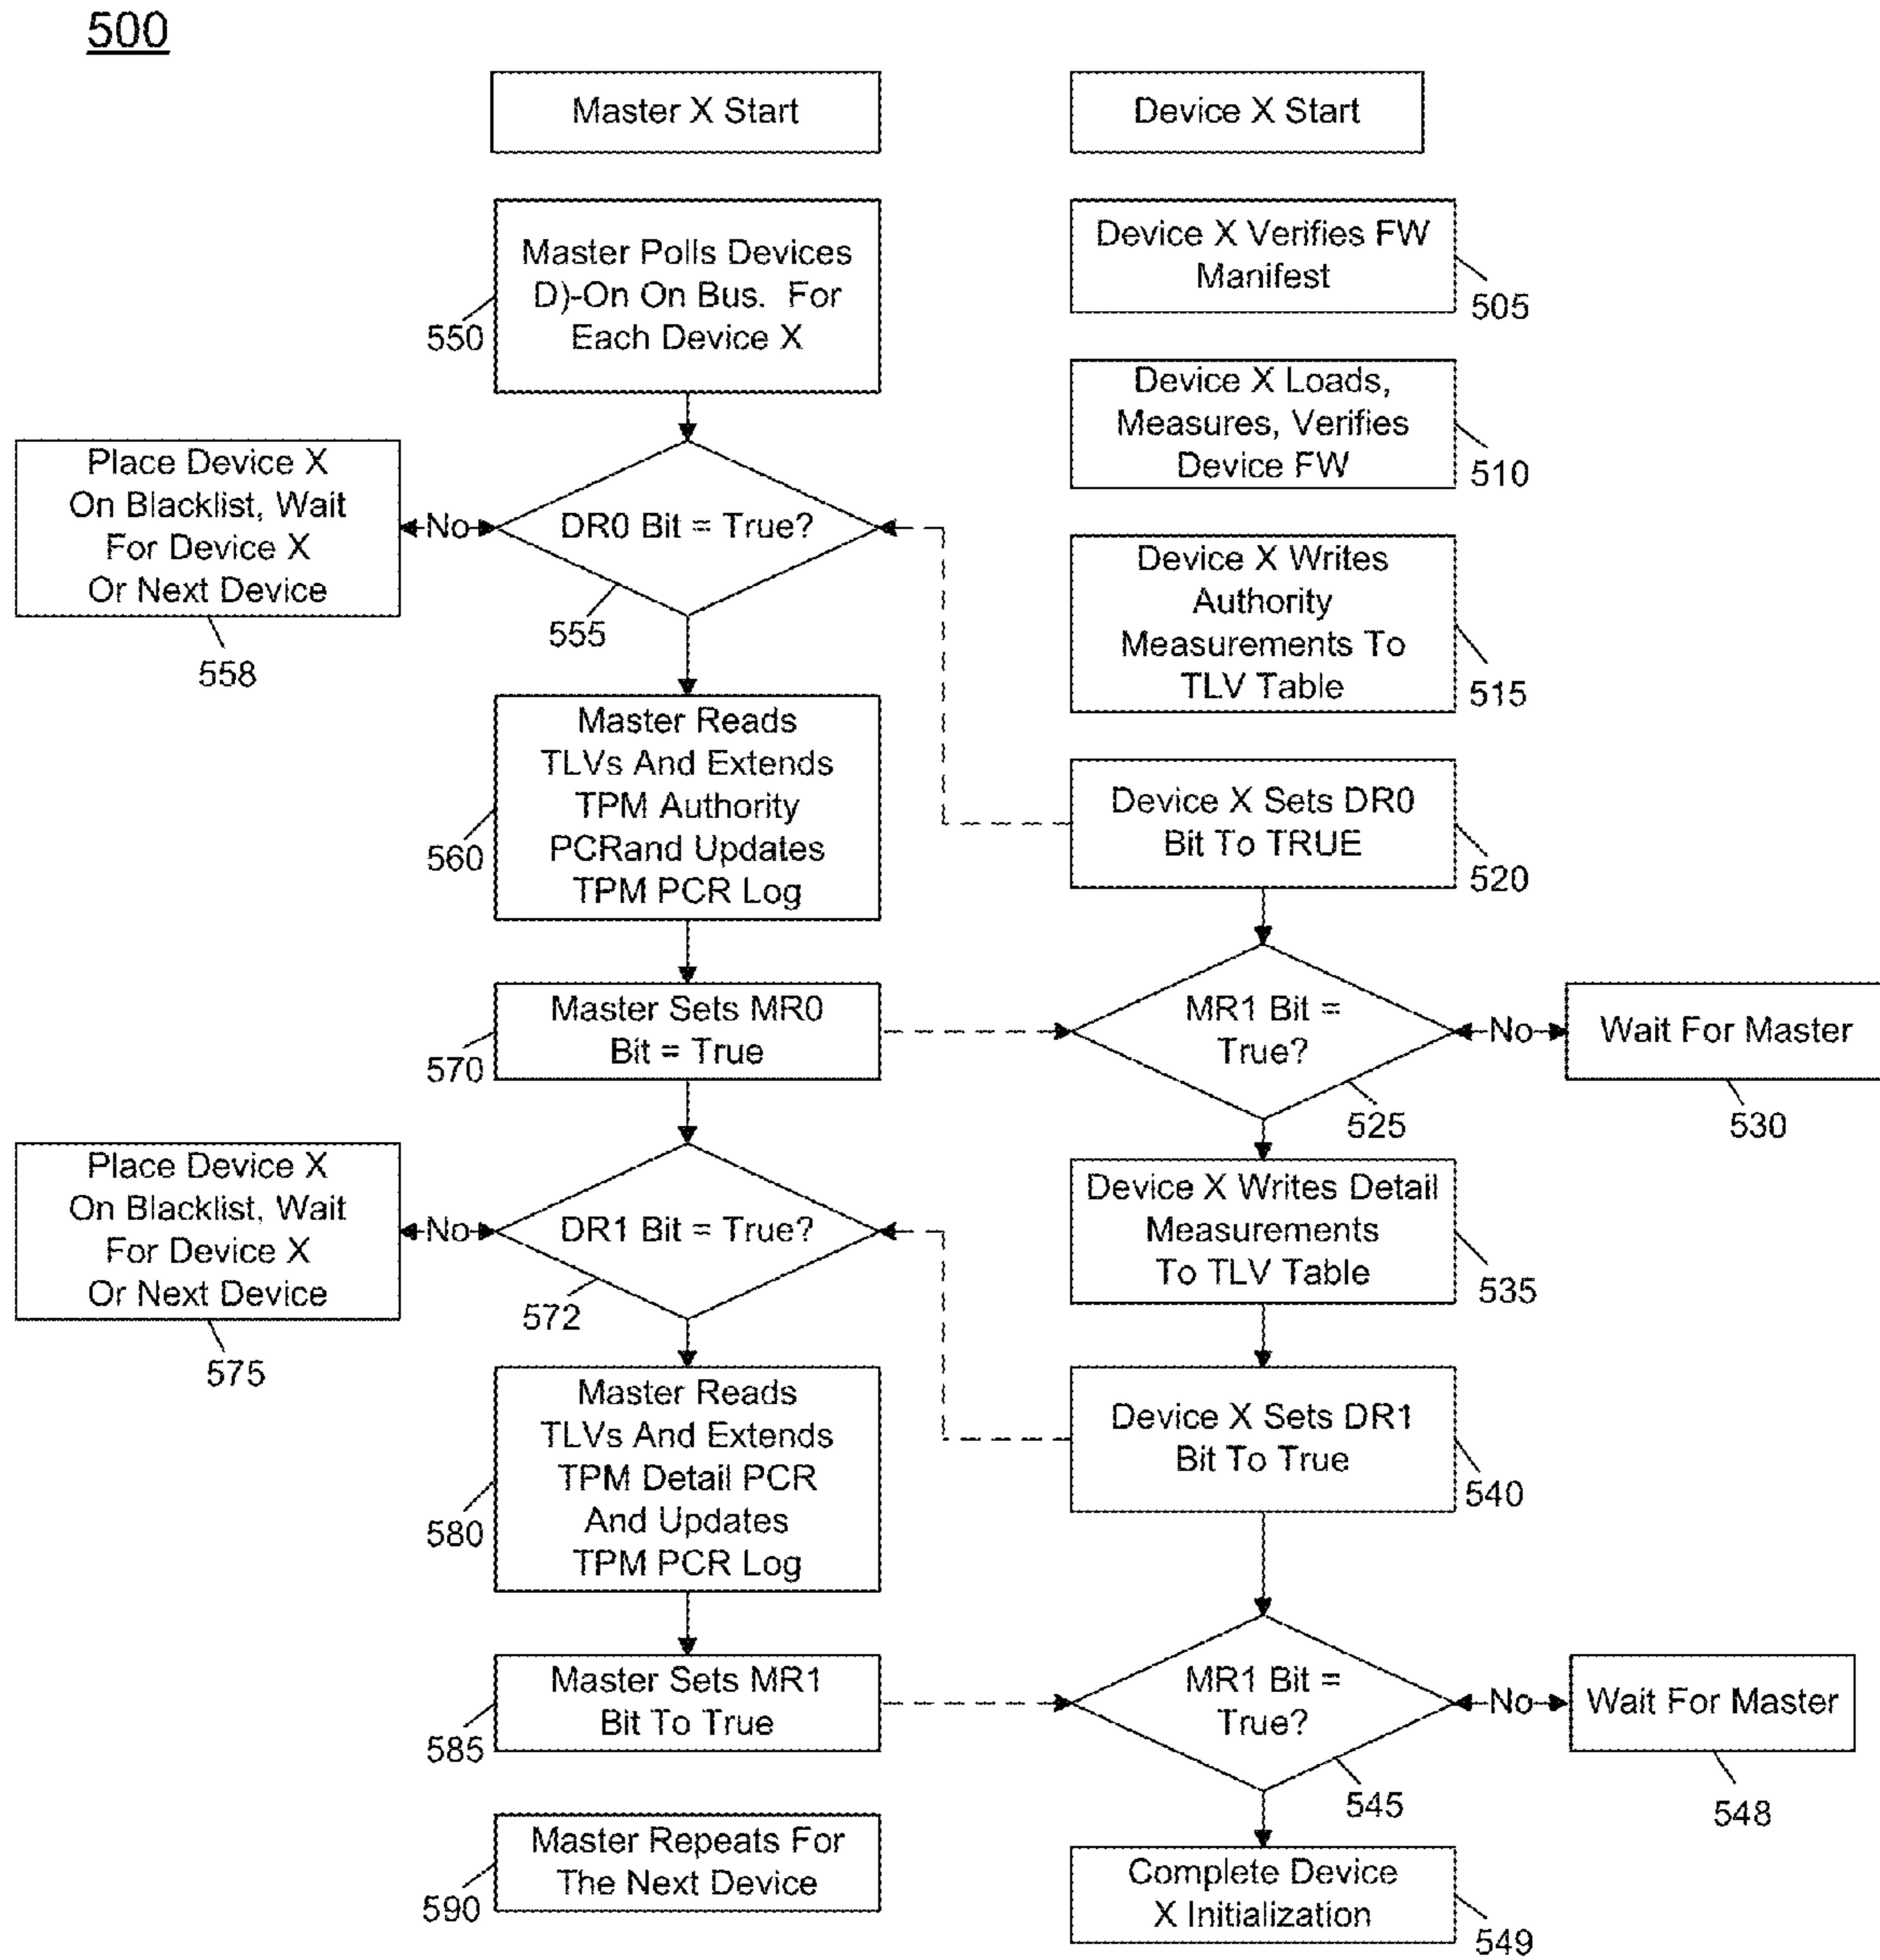 500
Master X Start
Master Polls Devices
D)-On On Bus. For
Each Device X
550
DR0 Bit = True?
555
No
Place Device X
On Blacklist, Wait
For Device X
Or Next Device
558
Master Reads
TLVs And Extends
TPM Authority
PCRand Updates
TPM PCR Log
560
Master Sets MR0
Bit = True
570
DR1 Bit = True?
572
No
Place Device X
On Blacklist, Wait
For Device X
Or Next Device
575
Master Reads
TLVs And Extends
TPM Detail PCR
And Updates
TPM PCR Log
580
Master Sets MR1
Bit To True
585
Master Repeats For
The Next Device
590
Device X Start
Device X Verifies FW
Manifest
505
Device X Loads,
Measures, Verifies
Device FW
510
Device X Writes
Authority
Measurements To
TLV Table
515
Device X Sets DR0
Bit To TRUE
520
MR1 Bit =
True?
525
No
Wait For Master
530
Device X Writes Detail
Measurements
To TLV Table
535
Device X Sets DR1
Bit To True
540
MR1 Bit =
True?
545
No
Wait For Master
548
Complete Device
X Initialization
549